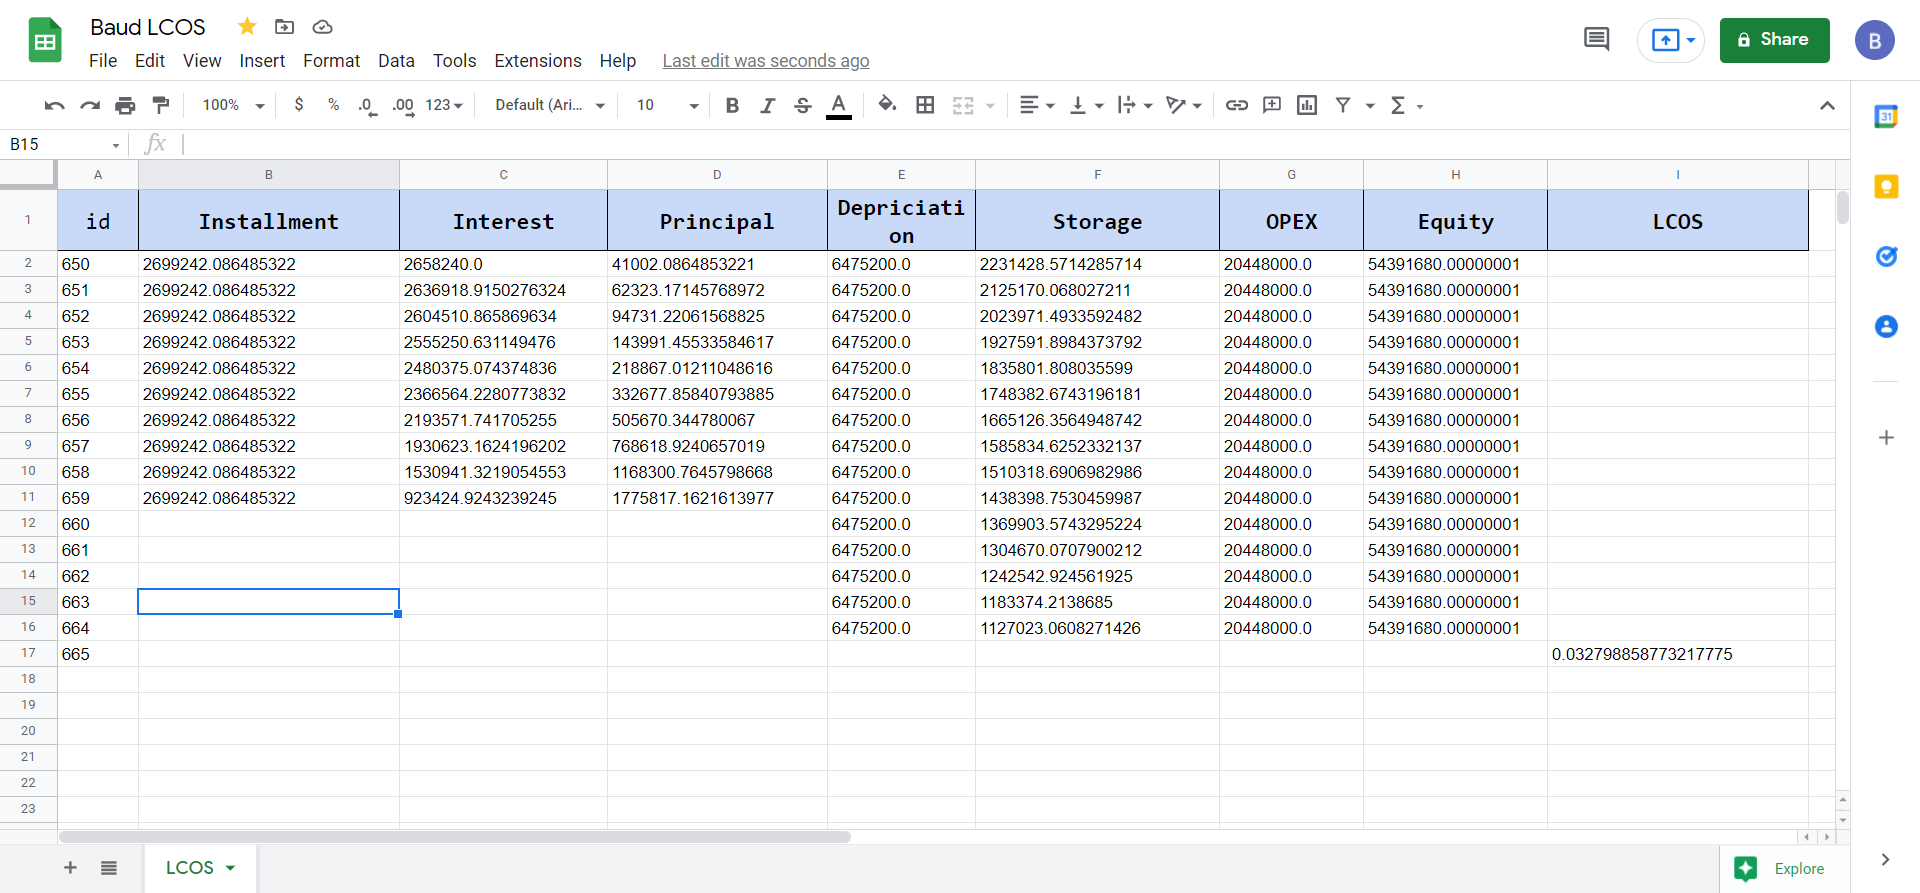 Baud LCOS
File Edit View Insert Format Data Tools Extensions Help Last edit was seconds ago
Share
B
100% $ % .0 .00 123 Default (Ari... 10 B I S A Σ
31
B15 fx
A B C D E F G H I
1 id Installment Interest Principal Depriciati
on Storage OPEX Equity LCOS
2 650 2699242.086485322 2658240.0 41002.0864853221 6475200.0 2231428.5714285714 20448000.0 54391680.00000001
3 651 2699242.086485322 2636918.9150276324 62323.17145768972 6475200.0 2125170.068027211 20448000.0 54391680.00000001
4 652 2699242.086485322 2604510.865869634 94731.22061568825 6475200.0 2023971.4933592482 20448000.0 54391680.00000001
5 653 2699242.086485322 2555250.631149476 143991.45533584617 6475200.0 1927591.8984373792 20448000.0 54391680.00000001
6 654 2699242.086485322 2480375.074374836 218867.01211048616 6475200.0 1835801.808035599 20448000.0 54391680.00000001
7 655 2699242.086485322 2366564.2280773832 332677.85840793885 6475200.0 1748382.6743196181 20448000.0 54391680.00000001
8 656 2699242.086485322 2193571.741705255 505670.344780067 6475200.0 1665126.3564948742 20448000.0 54391680.00000001
9 657 2699242.086485322 1930623.1624196202 768618.9240657019 6475200.0 1585834.6252332137 20448000.0 54391680.00000001
10 658 2699242.086485322 1530941.3219054553 1168300.7645798668 6475200.0 1510318.6906982986 20448000.0 54391680.00000001
11 659 2699242.086485322 923424.9243239245 1775817.1621613977 6475200.0 1438398.7530459987 20448000.0 54391680.00000001
12 660 6475200.0 1369903.5743295224 20448000.0 54391680.00000001
13 661 6475200.0 1304670.0707900212 20448000.0 54391680.00000001
14 662 6475200.0 1242542.924561925 20448000.0 54391680.00000001
15 663 6475200.0 1183374.2138685 20448000.0 54391680.00000001
16 664 6475200.0 1127023.0608271426 20448000.0 54391680.00000001
17 665 0.032798858773217775
18
19
20
21
22
23
LCOS
Explore